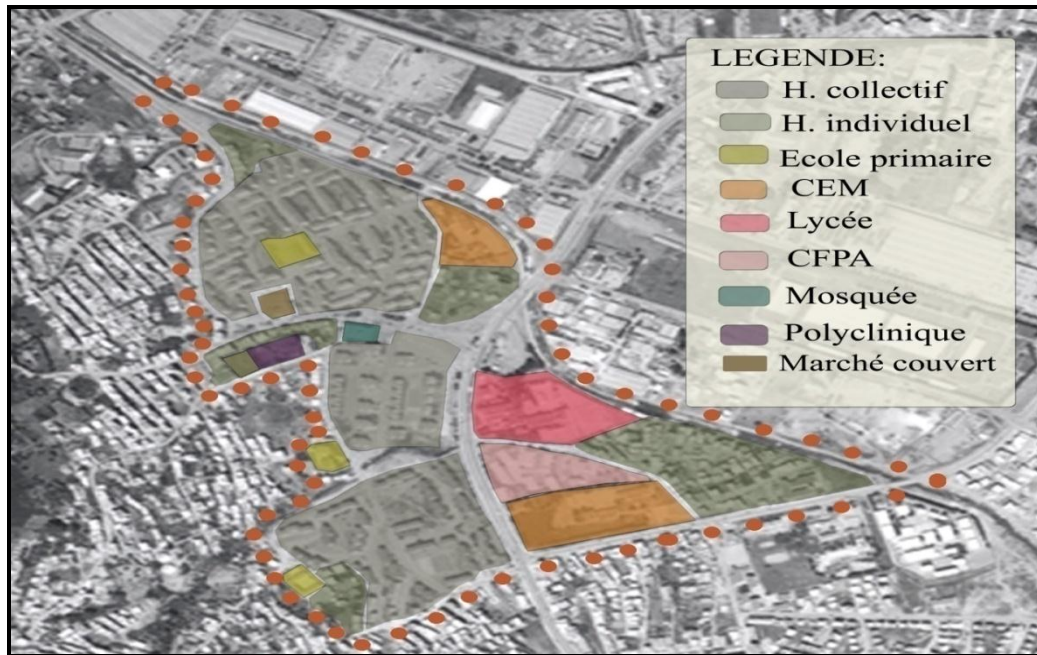 LEGENDE:
H. collectif
H. individuel
Ecole primaire
CEM
Lycée
CFPA
Mosquée
Polyclinique
Marché couvert